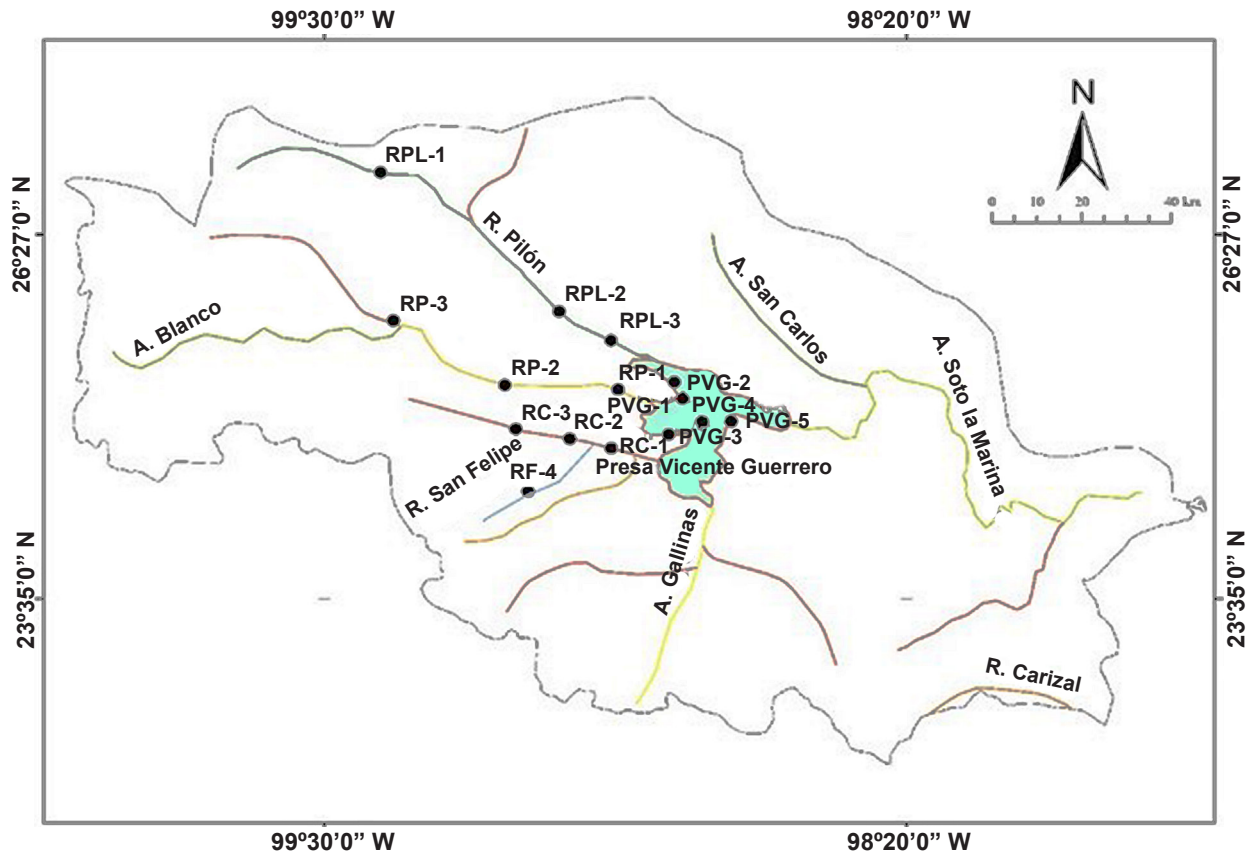 99º30’0” W
98º20’0” W
N
RPL-1
0 10 20 40 Km
26º27’0” N
26º27’0” N
R. Pilón
A. San Carlos
RPL-2
RP-3
A. Blanco
RPL-3
A. Soto la Marina
RP-2
RP-1
PVG-2
PVG-1
PVG-4
RC-3
RC-2
PVG-5
PVG-3
RC-1
R. San Felipe
RF-4
Presa Vicente Guerrero
A. Gallinas
23º35’0” N
23º35’0” N
R. Carizal
99º30’0” W
98º20’0” W